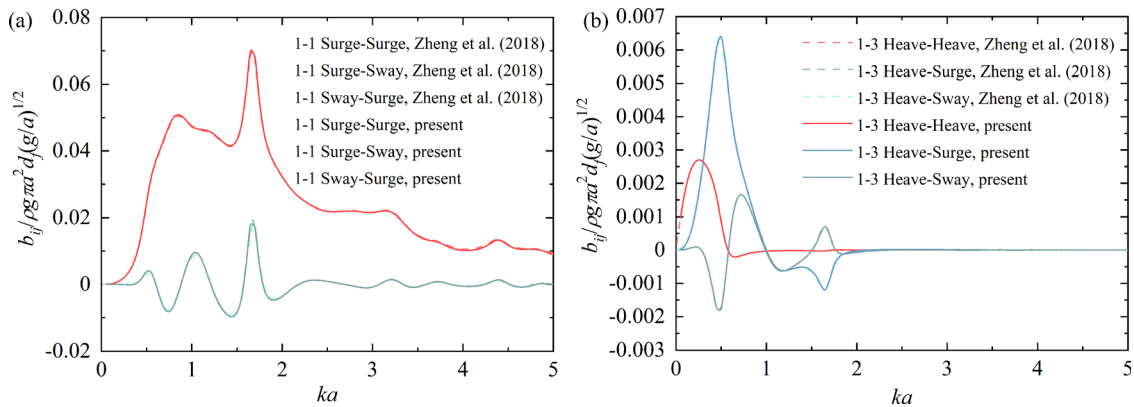 (a)
0.08
0.06
0.04
0.02
0
-0.02
b_ij/ρgπa²d_f(g/a)^1/2
1-1 Surge-Surge, Zheng et al. (2018)
1-1 Surge-Sway, Zheng et al. (2018)
1-1 Sway-Surge, Zheng et al. (2018)
1-1 Surge-Surge, present
1-1 Surge-Sway, present
1-1 Sway-Surge, present
0 1 2 3 4 5
ka
(b)
0.007
0.006
0.005
0.004
0.003
0.002
0.001
0.000
-0.001
-0.002
-0.003
b_ij/ρgπa²d_f(g/a)^1/2
1-3 Heave-Heave, Zheng et al. (2018)
1-3 Heave-Surge, Zheng et al. (2018)
1-3 Heave-Sway, Zheng et al. (2018)
1-3 Heave-Heave, present
1-3 Heave-Surge, present
1-3 Heave-Sway, present
0 1 2 3 4 5
ka